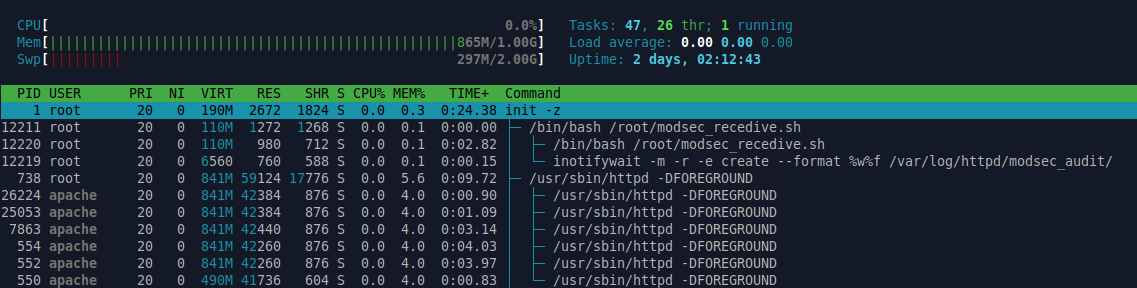 CPU[ 0.0%] Tasks: 47, 26 thr; 1 running
Mem[||||||||||||||||||||||||||||||||||||||||||||||||||||865M/1.00G] Load average: 0.00 0.00 0.00
Swp[||||||||| 297M/2.00G] Uptime: 2 days, 02:12:43
PID USER PRI NI VIRT RES SHR S CPU% MEM% TIME+ Command
1 root 20 0 190M 2672 1824 S 0.0 0.3 0:24.38 init -z
12211 root 20 0 110M 1272 1268 S 0.0 0.1 0:00.00 ├─ /bin/bash /root/modsec_recedive.sh
12220 root 20 0 110M 980 712 S 0.0 0.1 0:02.82 │ ├─ /bin/bash /root/modsec_recedive.sh
12219 root 20 0 6560 760 588 S 0.0 0.1 0:00.15 │ └─ inotifywait -m -r -e create --format %w%f /var/log/httpd/modsec_audit/
738 root 20 0 841M 59124 17776 S 0.0 5.6 0:09.72 ├─ /usr/sbin/httpd -DFOREGROUND
26224 apache 20 0 841M 42384 876 S 0.0 4.0 0:00.90 │ ├─ /usr/sbin/httpd -DFOREGROUND
25053 apache 20 0 841M 42384 876 S 0.0 4.0 0:01.09 │ ├─ /usr/sbin/httpd -DFOREGROUND
7863 apache 20 0 841M 42440 876 S 0.0 4.0 0:03.14 │ ├─ /usr/sbin/httpd -DFOREGROUND
554 apache 20 0 841M 42260 876 S 0.0 4.0 0:04.03 │ ├─ /usr/sbin/httpd -DFOREGROUND
552 apache 20 0 841M 42260 876 S 0.0 4.0 0:03.97 │ ├─ /usr/sbin/httpd -DFOREGROUND
550 apache 20 0 490M 41736 604 S 0.0 4.0 0:00.83 │ └─ /usr/sbin/httpd -DFOREGROUND